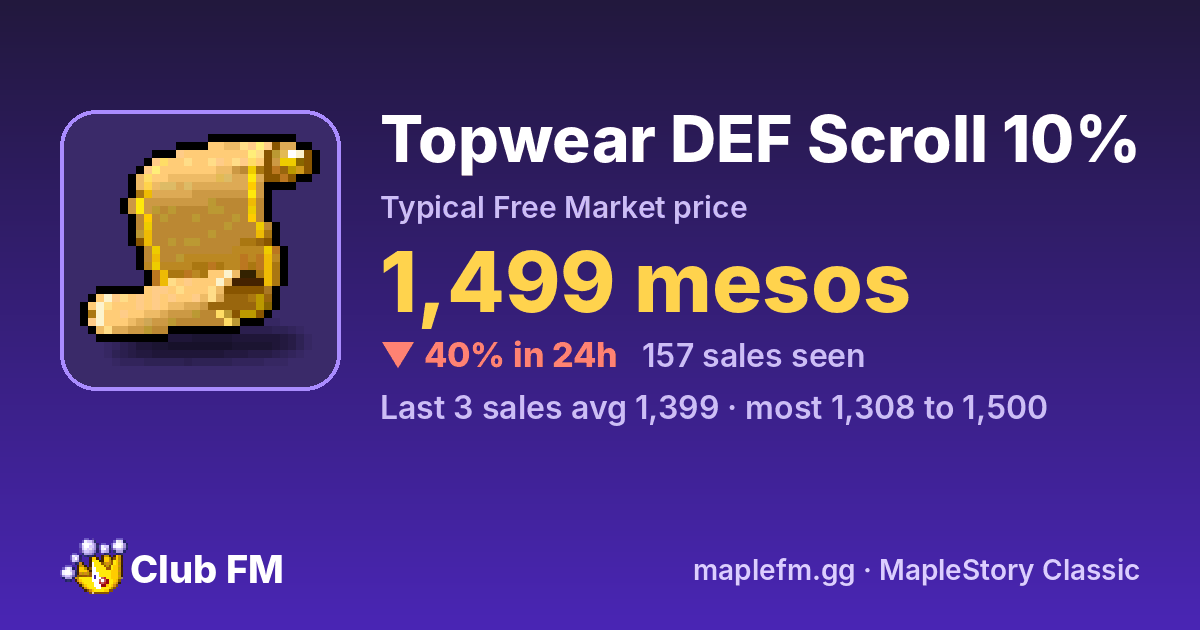 Topwear DEF Scroll 10%
Typical Free Market price
1,499 mesos
▼ 40% in 24h 157 sales seen
Last 3 sales avg 1,399 · most 1,308 to 1,500
Club FM
maplefm.gg · MapleStory Classic